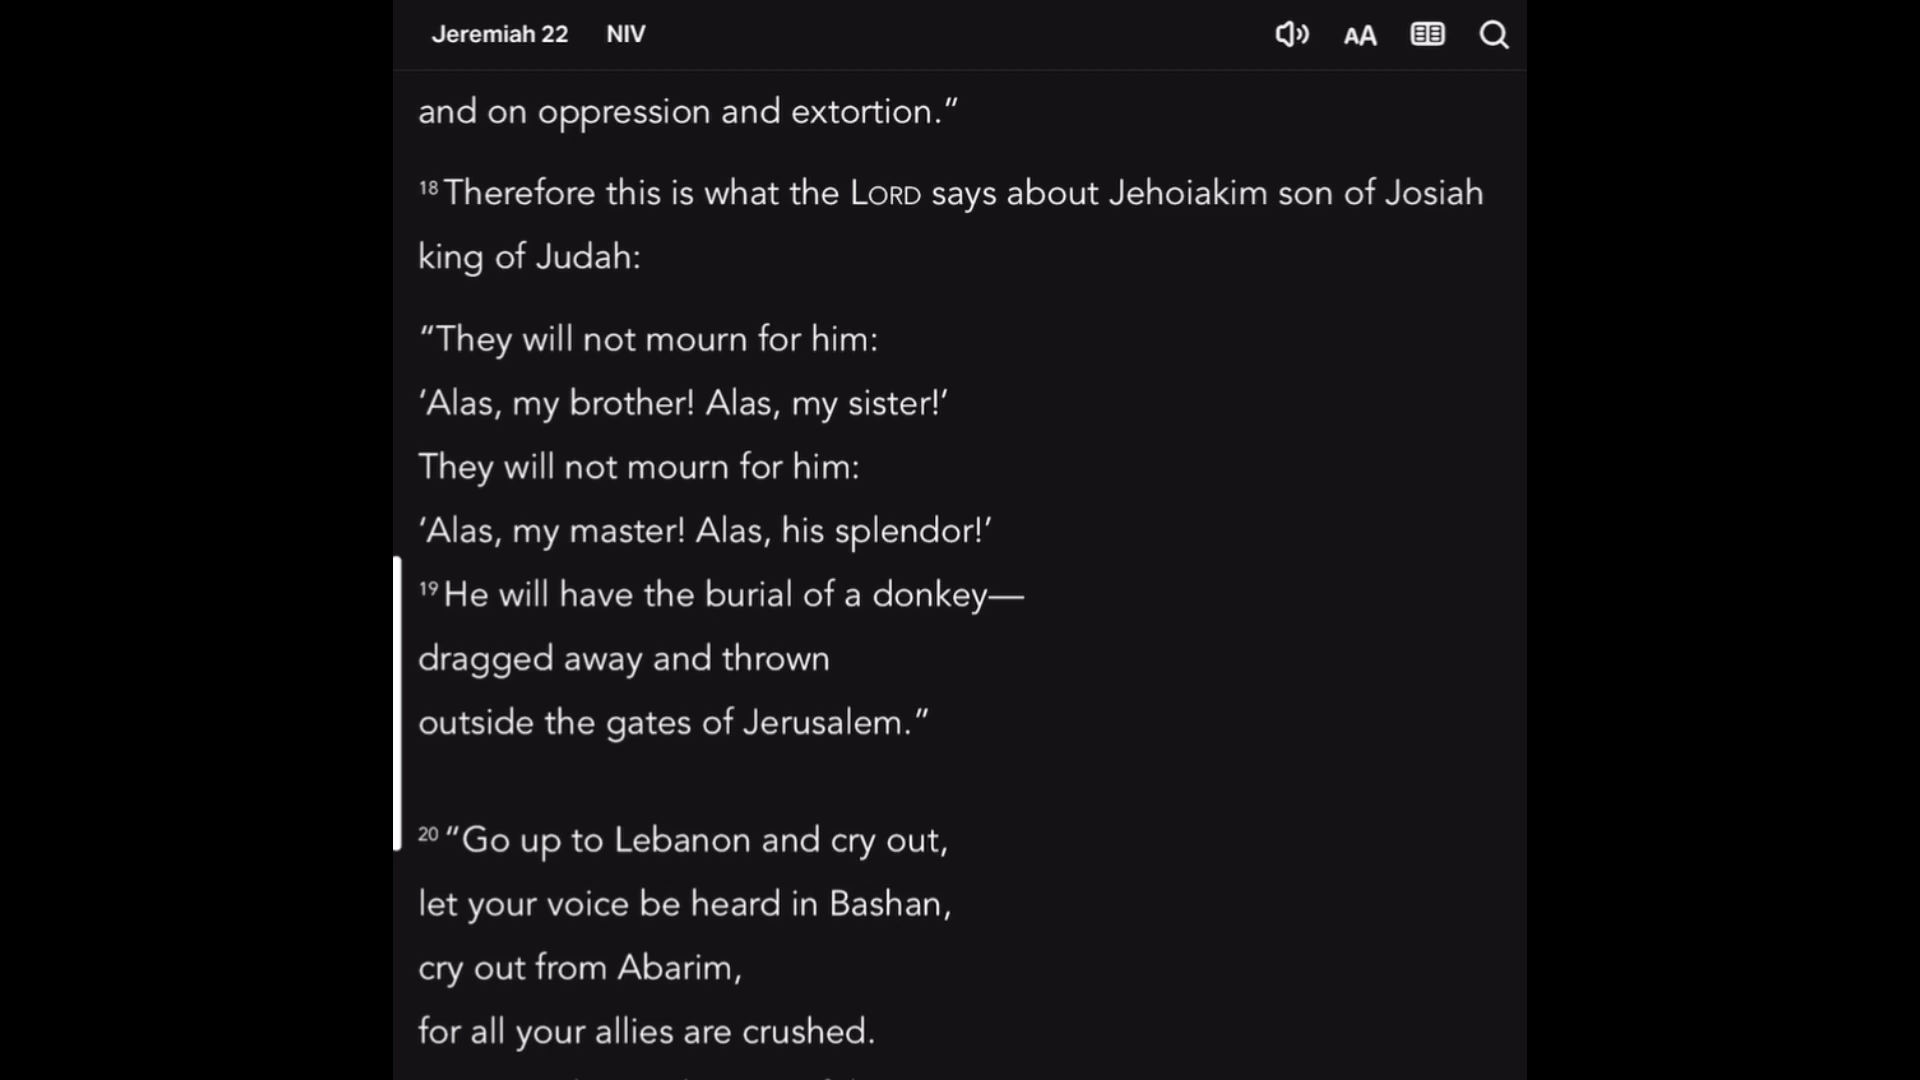 Jeremiah 22 NIV AA
and on oppression and extortion.”
18 Therefore this is what the LORD says about Jehoiakim son of Josiah
king of Judah:
“They will not mourn for him:
‘Alas, my brother! Alas, my sister!’
They will not mourn for him:
‘Alas, my master! Alas, his splendor!’
19 He will have the burial of a donkey—
dragged away and thrown
outside the gates of Jerusalem.”
20 “Go up to Lebanon and cry out,
let your voice be heard in Bashan,
cry out from Abarim,
for all your allies are crushed.